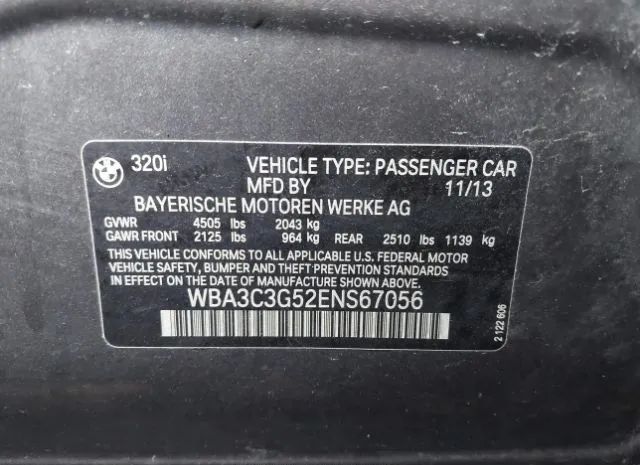 BMW 320i VEHICLE TYPE: PASSENGER CAR
MFD BY 11/13
BAYERISCHE MOTOREN WERKE AG
GVWR 4505 lbs 2043 kg
GAWR FRONT 2125 lbs 964 kg REAR 2510 lbs 1139 kg
THIS VEHICLE CONFORMS TO ALL APPLICABLE U.S. FEDERAL MOTOR
VEHICLE SAFETY, BUMPER AND THEFT PREVENTION STANDARDS
IN EFFECT ON THE DATE OF MANUFACTURE SHOWN ABOVE.
WBA3C3G52ENS67056
2 122 606